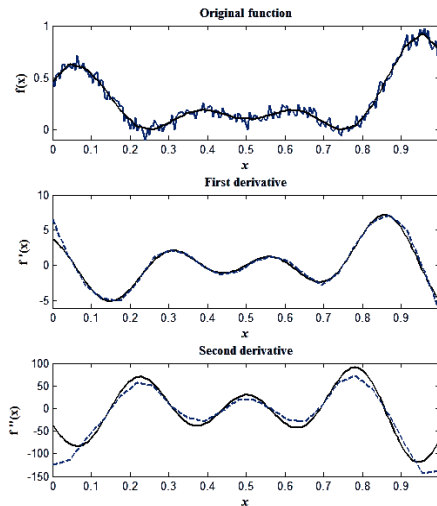 Original function
f(x)
1
0.5
0
0 0.1 0.2 0.3 0.4 0.5 0.6 0.7 0.8 0.9
x
First derivative
f '(x)
10
5
0
-5
0 0.1 0.2 0.3 0.4 0.5 0.6 0.7 0.8 0.9
x
Second derivative
f ''(x)
100
50
0
-50
-100
-150
0 0.1 0.2 0.3 0.4 0.5 0.6 0.7 0.8 0.9
x